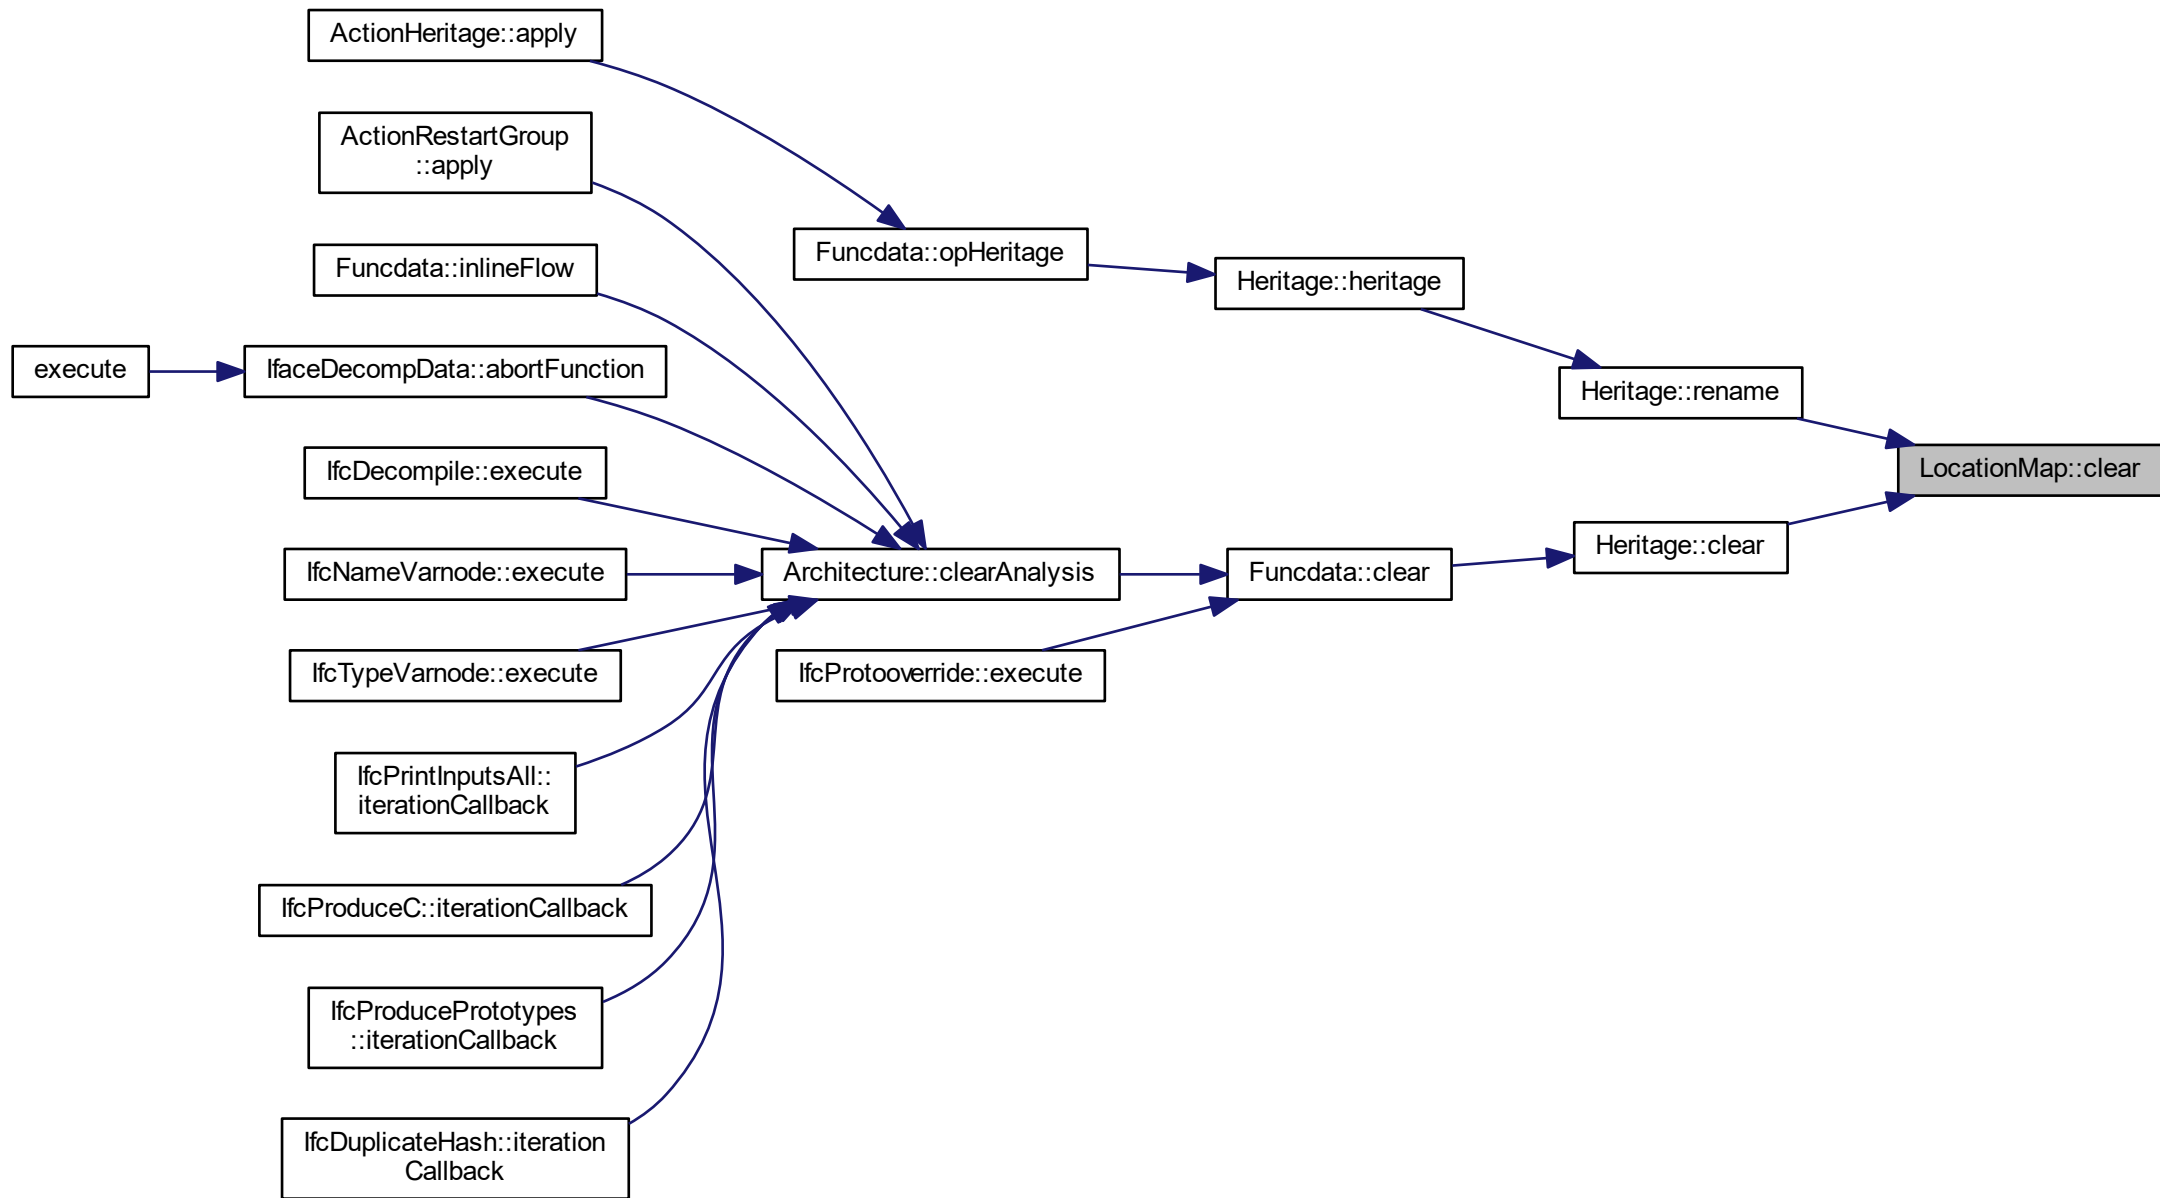 ActionHeritage::apply
ActionRestartGroup
::apply
Funcdata::inlineFlow
Funcdata::opHeritage
Heritage::heritage
execute
IfaceDecompData::abortFunction
Heritage::rename
IfcDecompile::execute
LocationMap::clear
IfcNameVarnode::execute
Architecture::clearAnalysis
Funcdata::clear
Heritage::clear
IfcTypeVarnode::execute
IfcProtooverride::execute
IfcPrintInputsAll::
iterationCallback
IfcProduceC::iterationCallback
IfcProducePrototypes
::iterationCallback
IfcDuplicateHash::iteration
Callback